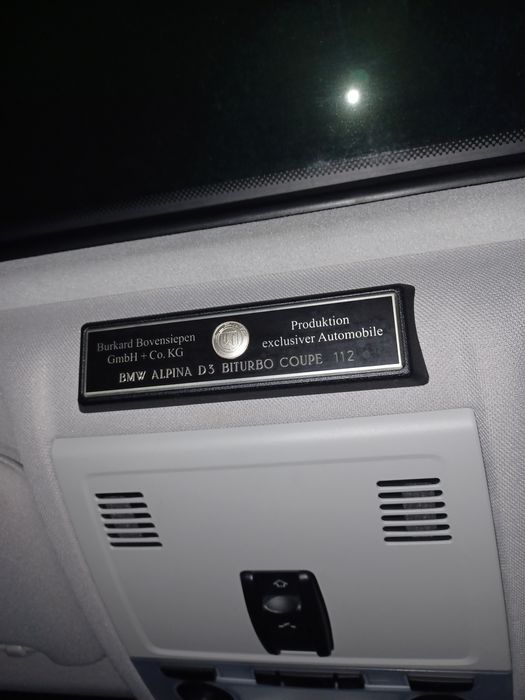 Burkard Bovensiepen
GmbH + Co. KG
Produktion
exclusiver Automobile
BMW ALPINA D3 BITURBO COUPE 112